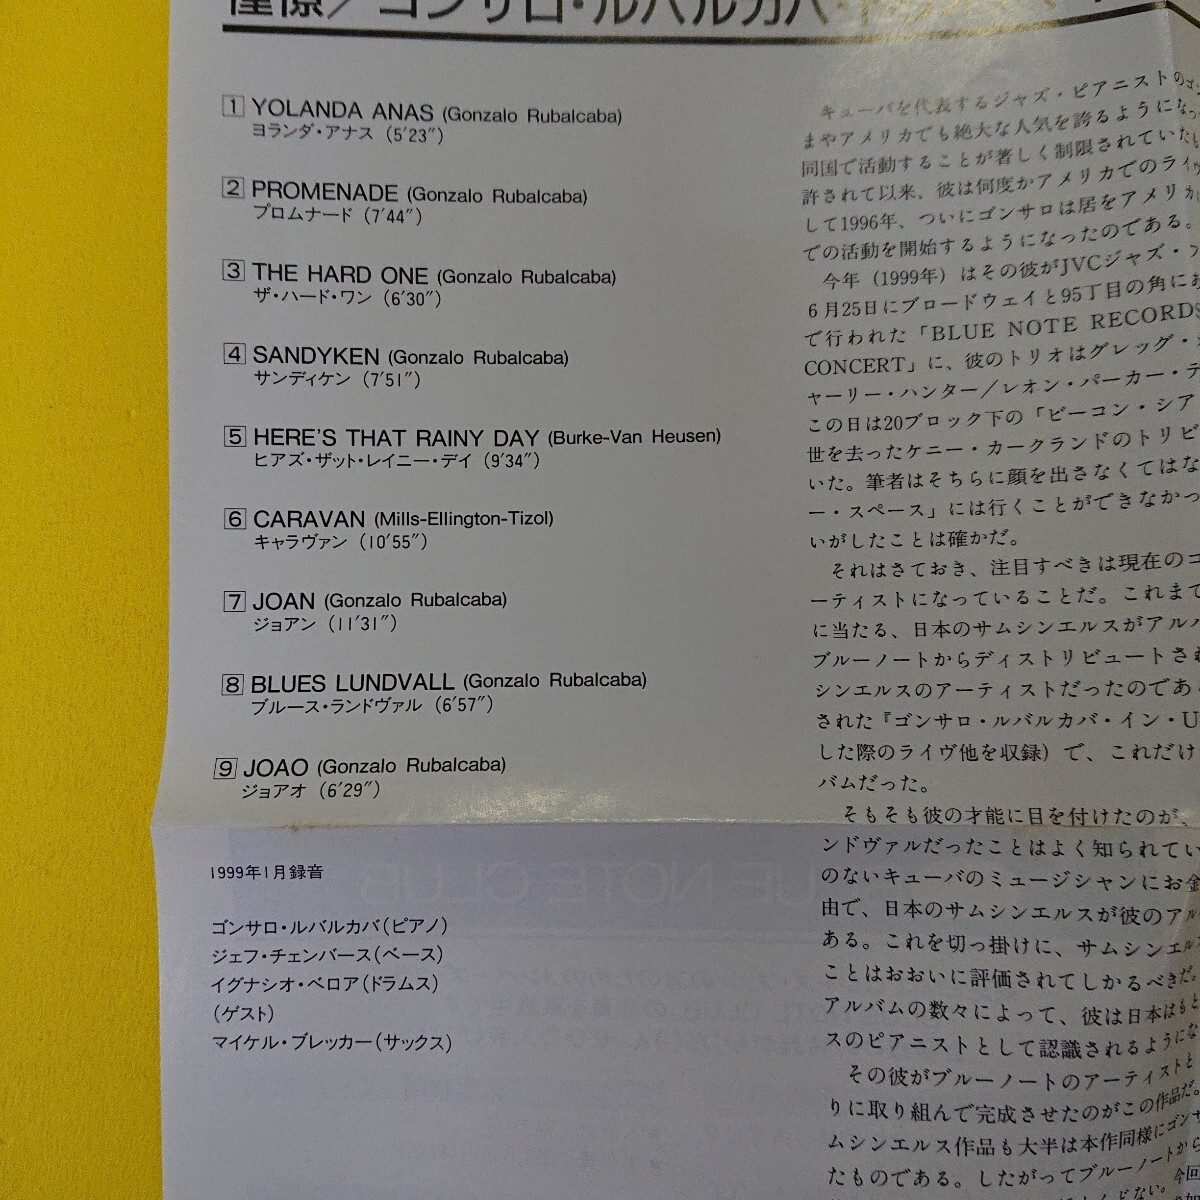 憧憬／ゴンサロ・ルバルカバ・
1 YOLANDA ANAS (Gonzalo Rubalcaba)
ヨランダ・アナス (5′23″)
2 PROMENADE (Gonzalo Rubalcaba)
プロムナード (7′44″)
3 THE HARD ONE (Gonzalo Rubalcaba)
ザ・ハード・ワン (6′30″)
4 SANDYKEN (Gonzalo Rubalcaba)
サンディケン (7′51″)
5 HERE'S THAT RAINY DAY (Burke-Van Heusen)
ヒアズ・ザット・レイニー・デイ (9′34″)
6 CARAVAN (Mills-Ellington-Tizol)
キャラヴァン (10′55″)
7 JOAN (Gonzalo Rubalcaba)
ジョアン (11′31″)
8 BLUES LUNDVALL (Gonzalo Rubalcaba)
ブルース・ランドヴァル (6′57″)
9 JOAO (Gonzalo Rubalcaba)
ジョアオ (6′29″)
1999年1月録音
ゴンサロ・ルバルカバ(ピアノ)
ジェフ・チェンバース(ベース)
イグナシオ・ベロア(ドラムス)
(ゲスト)
マイケル・ブレッカー(サックス)
キューバを代表するジャズ・ピアニストのゴン
まやアメリカでも絶大な人気を誇るようになっ
同国で活動することが著しく制限されていた
許されて以来、彼は何度かアメリカでのライ
して1996年、ついにゴンサロは居をアメリカ
での活動を開始するようになったのである。
今年（1999年）はその彼がJVCジャズ・フ
6月25日にブロードウェイと95丁目の角にあ
で行われた「BLUE NOTE RECORDS
CONCERT」に、彼のトリオはグレッグ・
ャーリー・ハンター／レオン・パーカー・デ
この日は20ブロック下の「ビーコン・シア
世を去ったケニー・カークランドのトリビ
いた。筆者はそちらに顔を出さなくてはな
ー・スペース」には行くことができなかっ
いがしたことは確かだ。
それはさておき、注目すべきは現在のゴ
ーティストになっていることだ。これまで
に当たる、日本のサムシンエルスがアルバ
ブルーノートからディストリビュートされ
シンエルスのアーティストだったのであ
された『ゴンサロ・ルバルカバ・イン・U
した際のライヴ他を収録）で、これだけ
バムだった。
そもそも彼の才能に目を付けたのが、
ンドヴァルだったことはよく知られてい
のないキューバのミュージシャンにお金
由で、日本のサムシンエルスが彼のアル
ある。これを切っ掛けに、サムシンエル
ことはおおいに評価されてしかるべきだ。
アルバムの数々によって、彼は日本はもと
スのピアニストとして認識されるようにな
その彼がブルーノートのアーティストと
りに取り組んで完成させたのがこの作品だ。
ムシンエルス作品も大半は本作同様にゴンサ
たものである。したがってブルーノートから